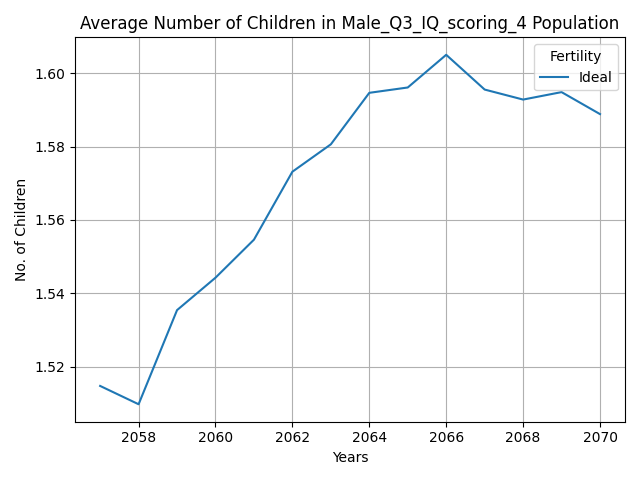 Average Number of Children in Male_Q3_IQ_scoring_4 Population
Fertility
Ideal
1.60
1.58
1.56
1.54
1.52
No. of Children
2058 2060 2062 2064 2066 2068 2070
Years